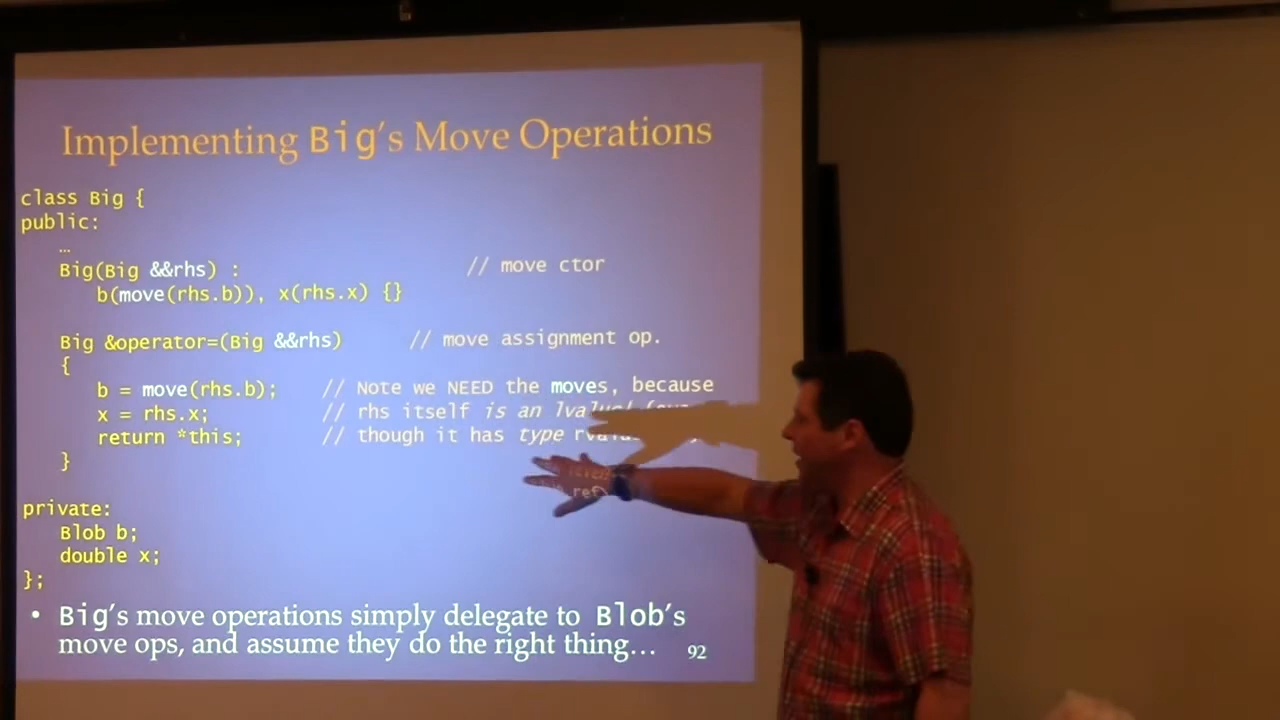 Implementing Big's Move Operations
class Big {
public:
…
Big(Big &&rhs) : // move ctor
b(move(rhs.b)), x(rhs.x) {}
Big &operator=(Big &&rhs) // move assignment op.
{
b = move(rhs.b); // Note we NEED the moves, because
x = rhs.x; // rhs itself is an lvalue!
return *this; // though it has type
ref)
}
private:
Blob b;
double x;
};
• Big's move operations simply delegate to Blob's
move ops, and assume they do the right thing… 92